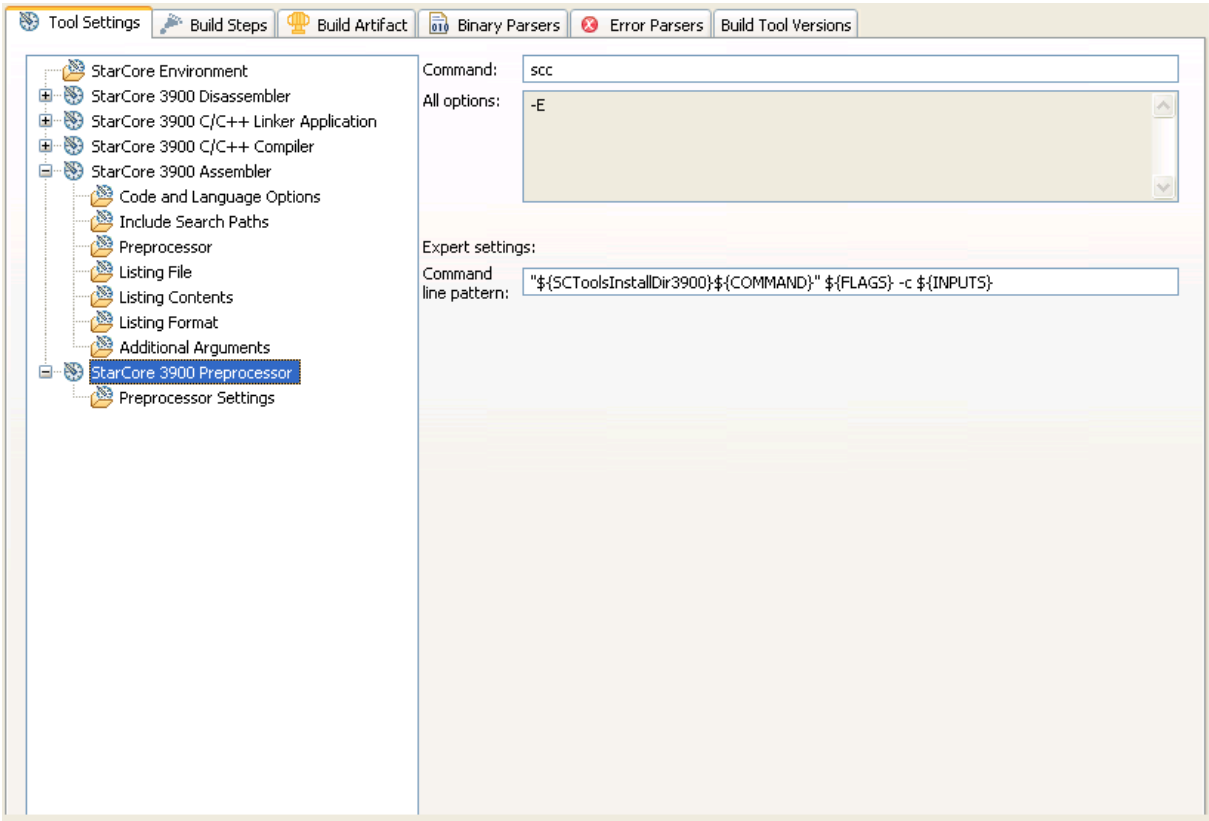 Tool Settings Build Steps Build Artifact Binary Parsers Error Parsers Build Tool Versions
StarCore Environment
StarCore 3900 Disassembler
StarCore 3900 C/C++ Linker Application
StarCore 3900 C/C++ Compiler
StarCore 3900 Assembler
Code and Language Options
Include Search Paths
Preprocessor
Listing File
Listing Contents
Listing Format
Additional Arguments
StarCore 3900 Preprocessor
Preprocessor Settings
Command: scc
All options: -E
Expert settings:
Command
line pattern: "${SCToolsInstallDir3900}${COMMAND}" ${FLAGS} -c ${INPUTS}